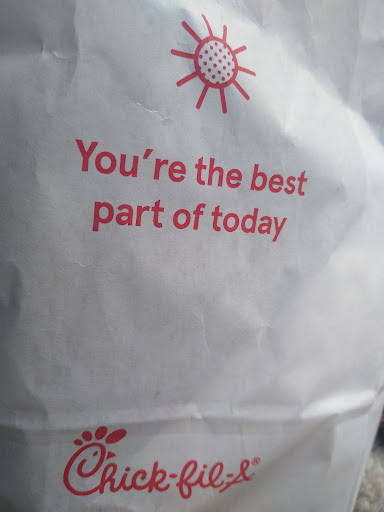 You're the best
part of today
Chick-fil-A®